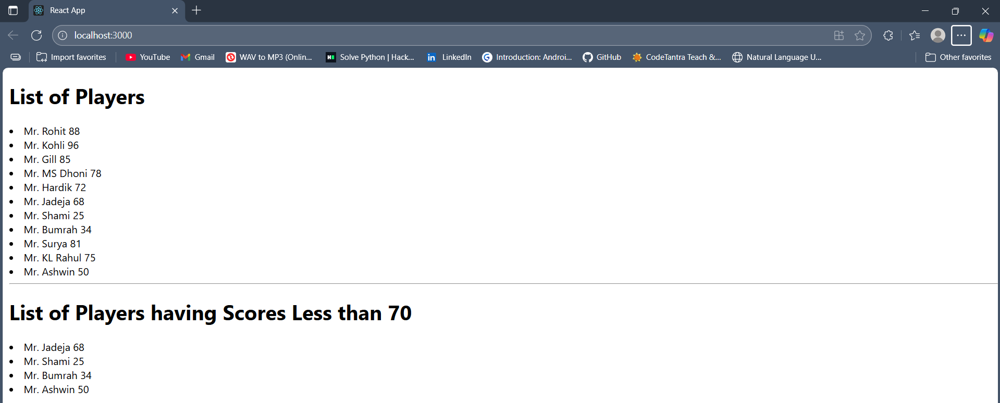 React App
localhost:3000
Import favorites YouTube Gmail WAV to MP3 (Onlin... Solve Python | Hack... LinkedIn Introduction: Androi... GitHub CodeTantra Teach &... Natural Language U... Other favorites
List of Players
Mr. Rohit 88
Mr. Kohli 96
Mr. Gill 85
Mr. MS Dhoni 78
Mr. Hardik 72
Mr. Jadeja 68
Mr. Shami 25
Mr. Bumrah 34
Mr. Surya 81
Mr. KL Rahul 75
Mr. Ashwin 50
List of Players having Scores Less than 70
Mr. Jadeja 68
Mr. Shami 25
Mr. Bumrah 34
Mr. Ashwin 50